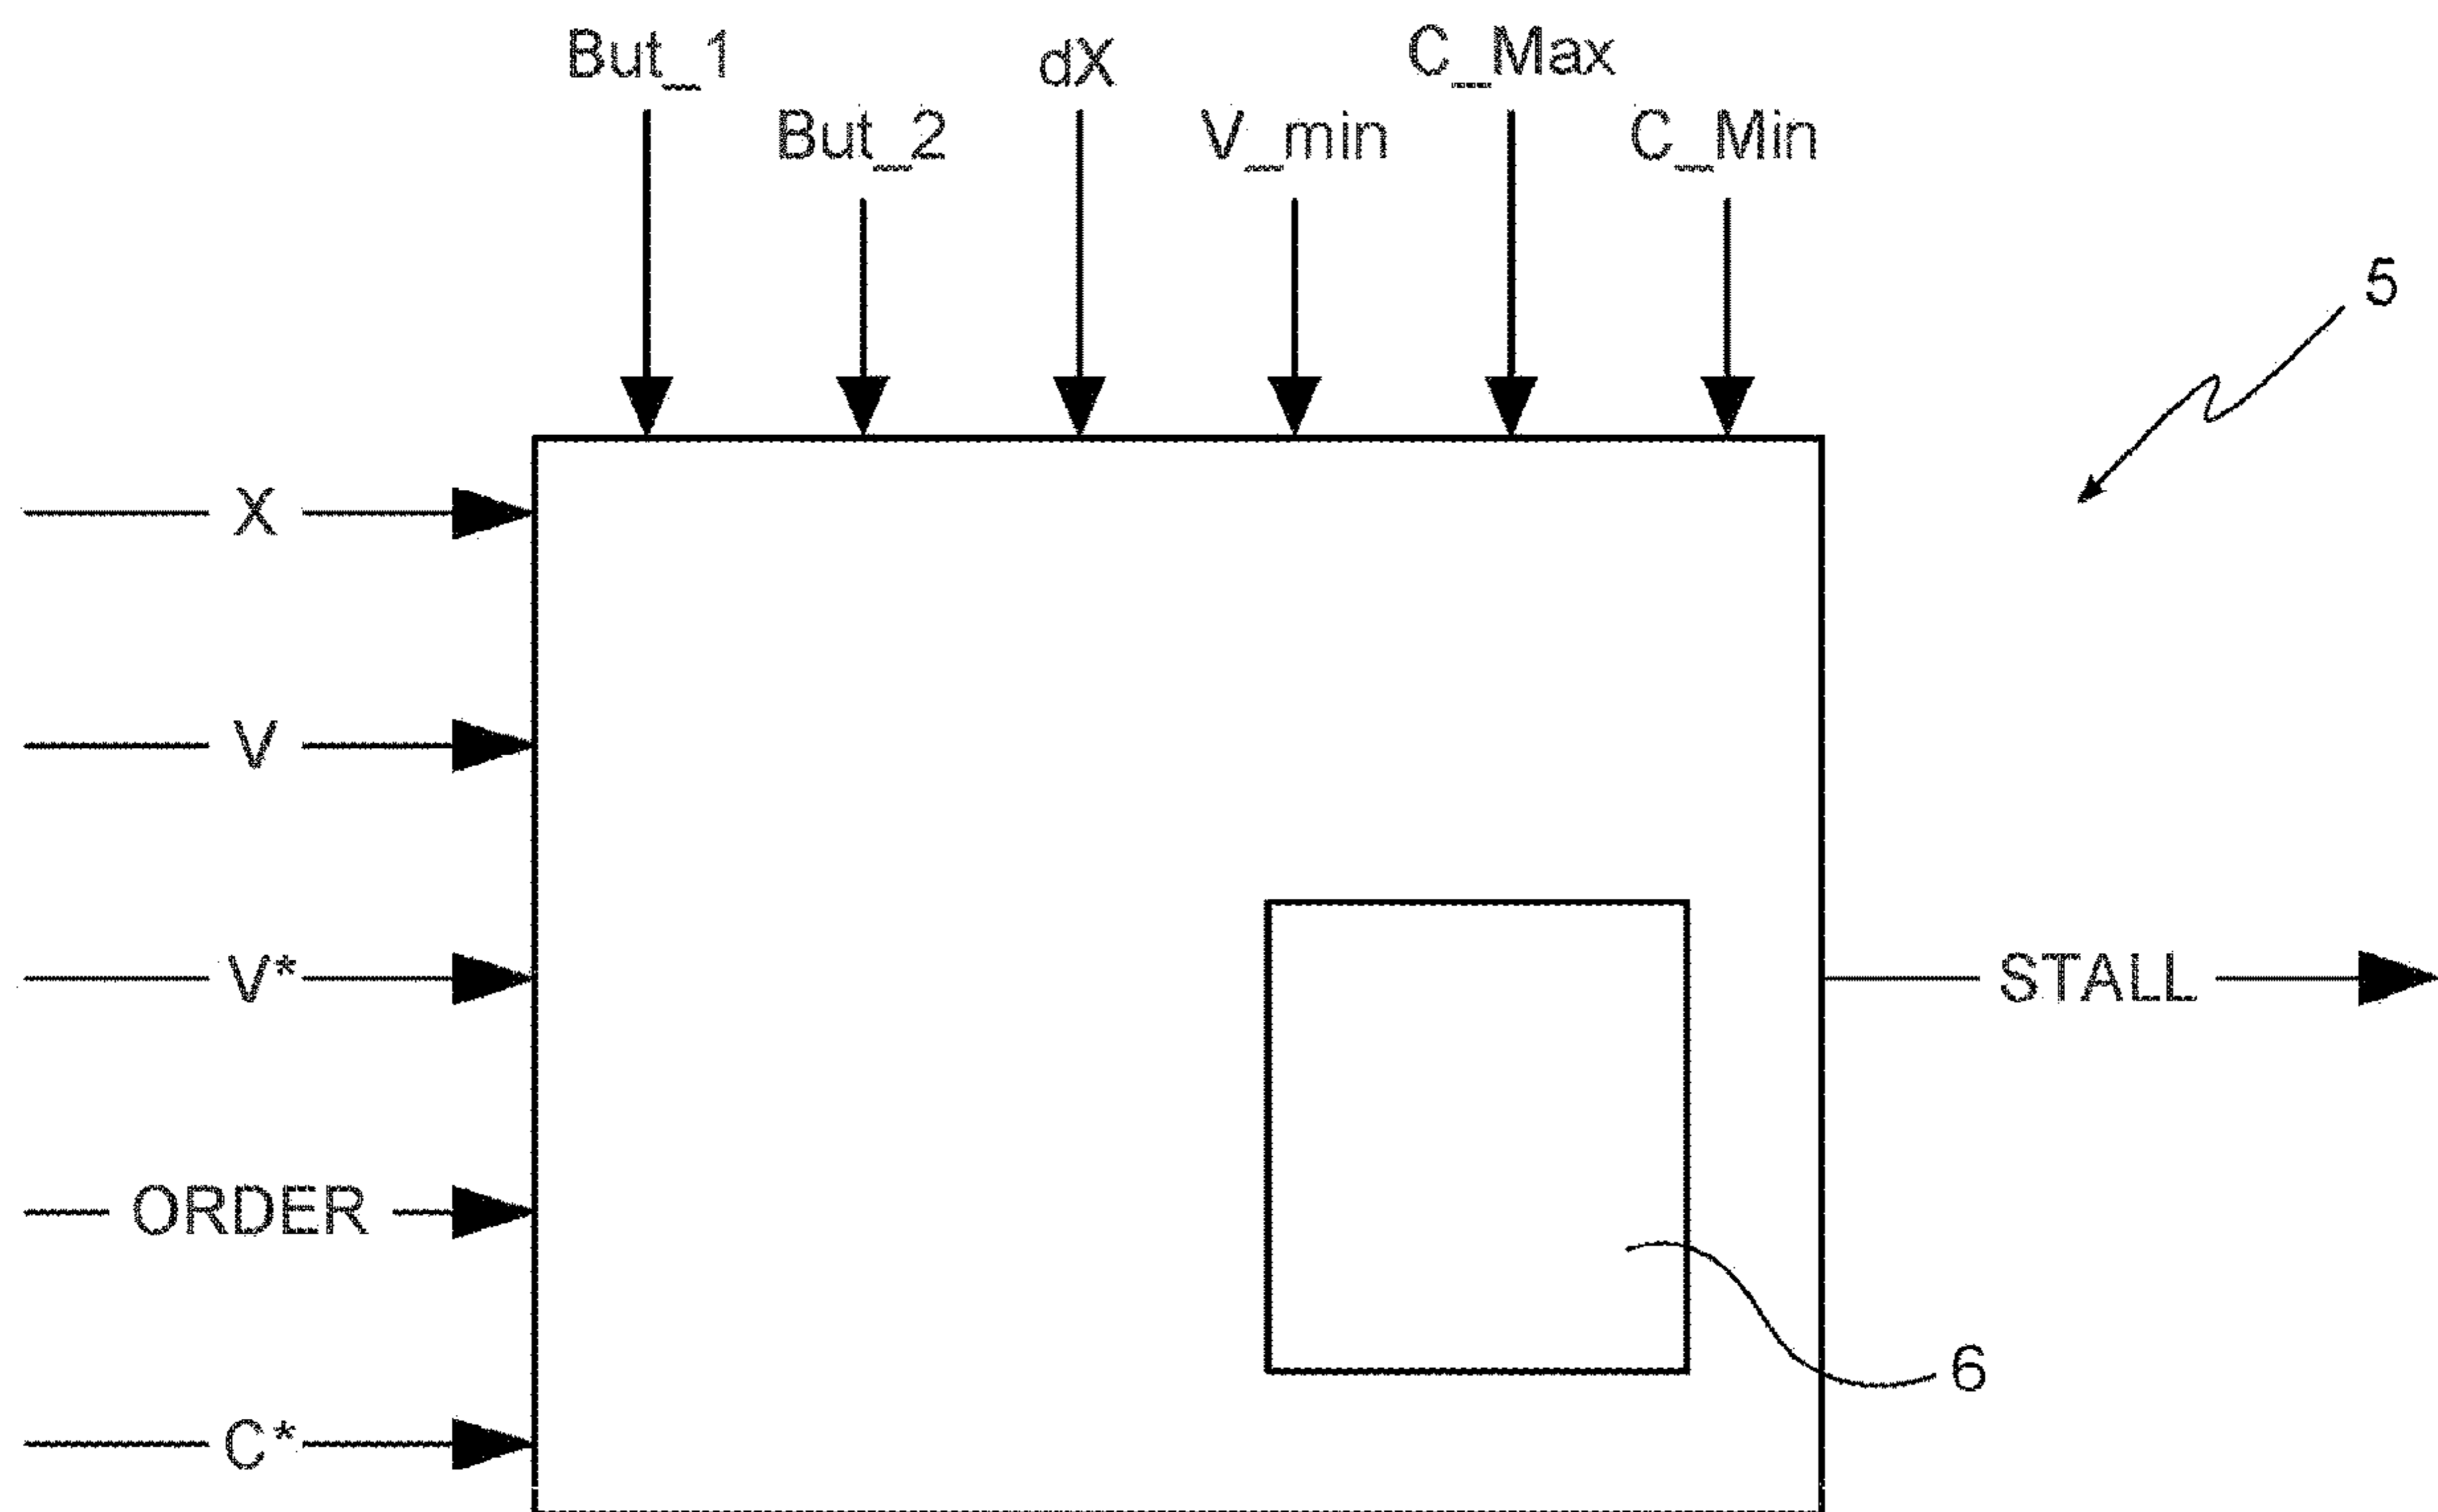 But_1
dX
C_Max
But_2
V_min
C_Min
5
X
V
V*
STALL
ORDER
6
C*